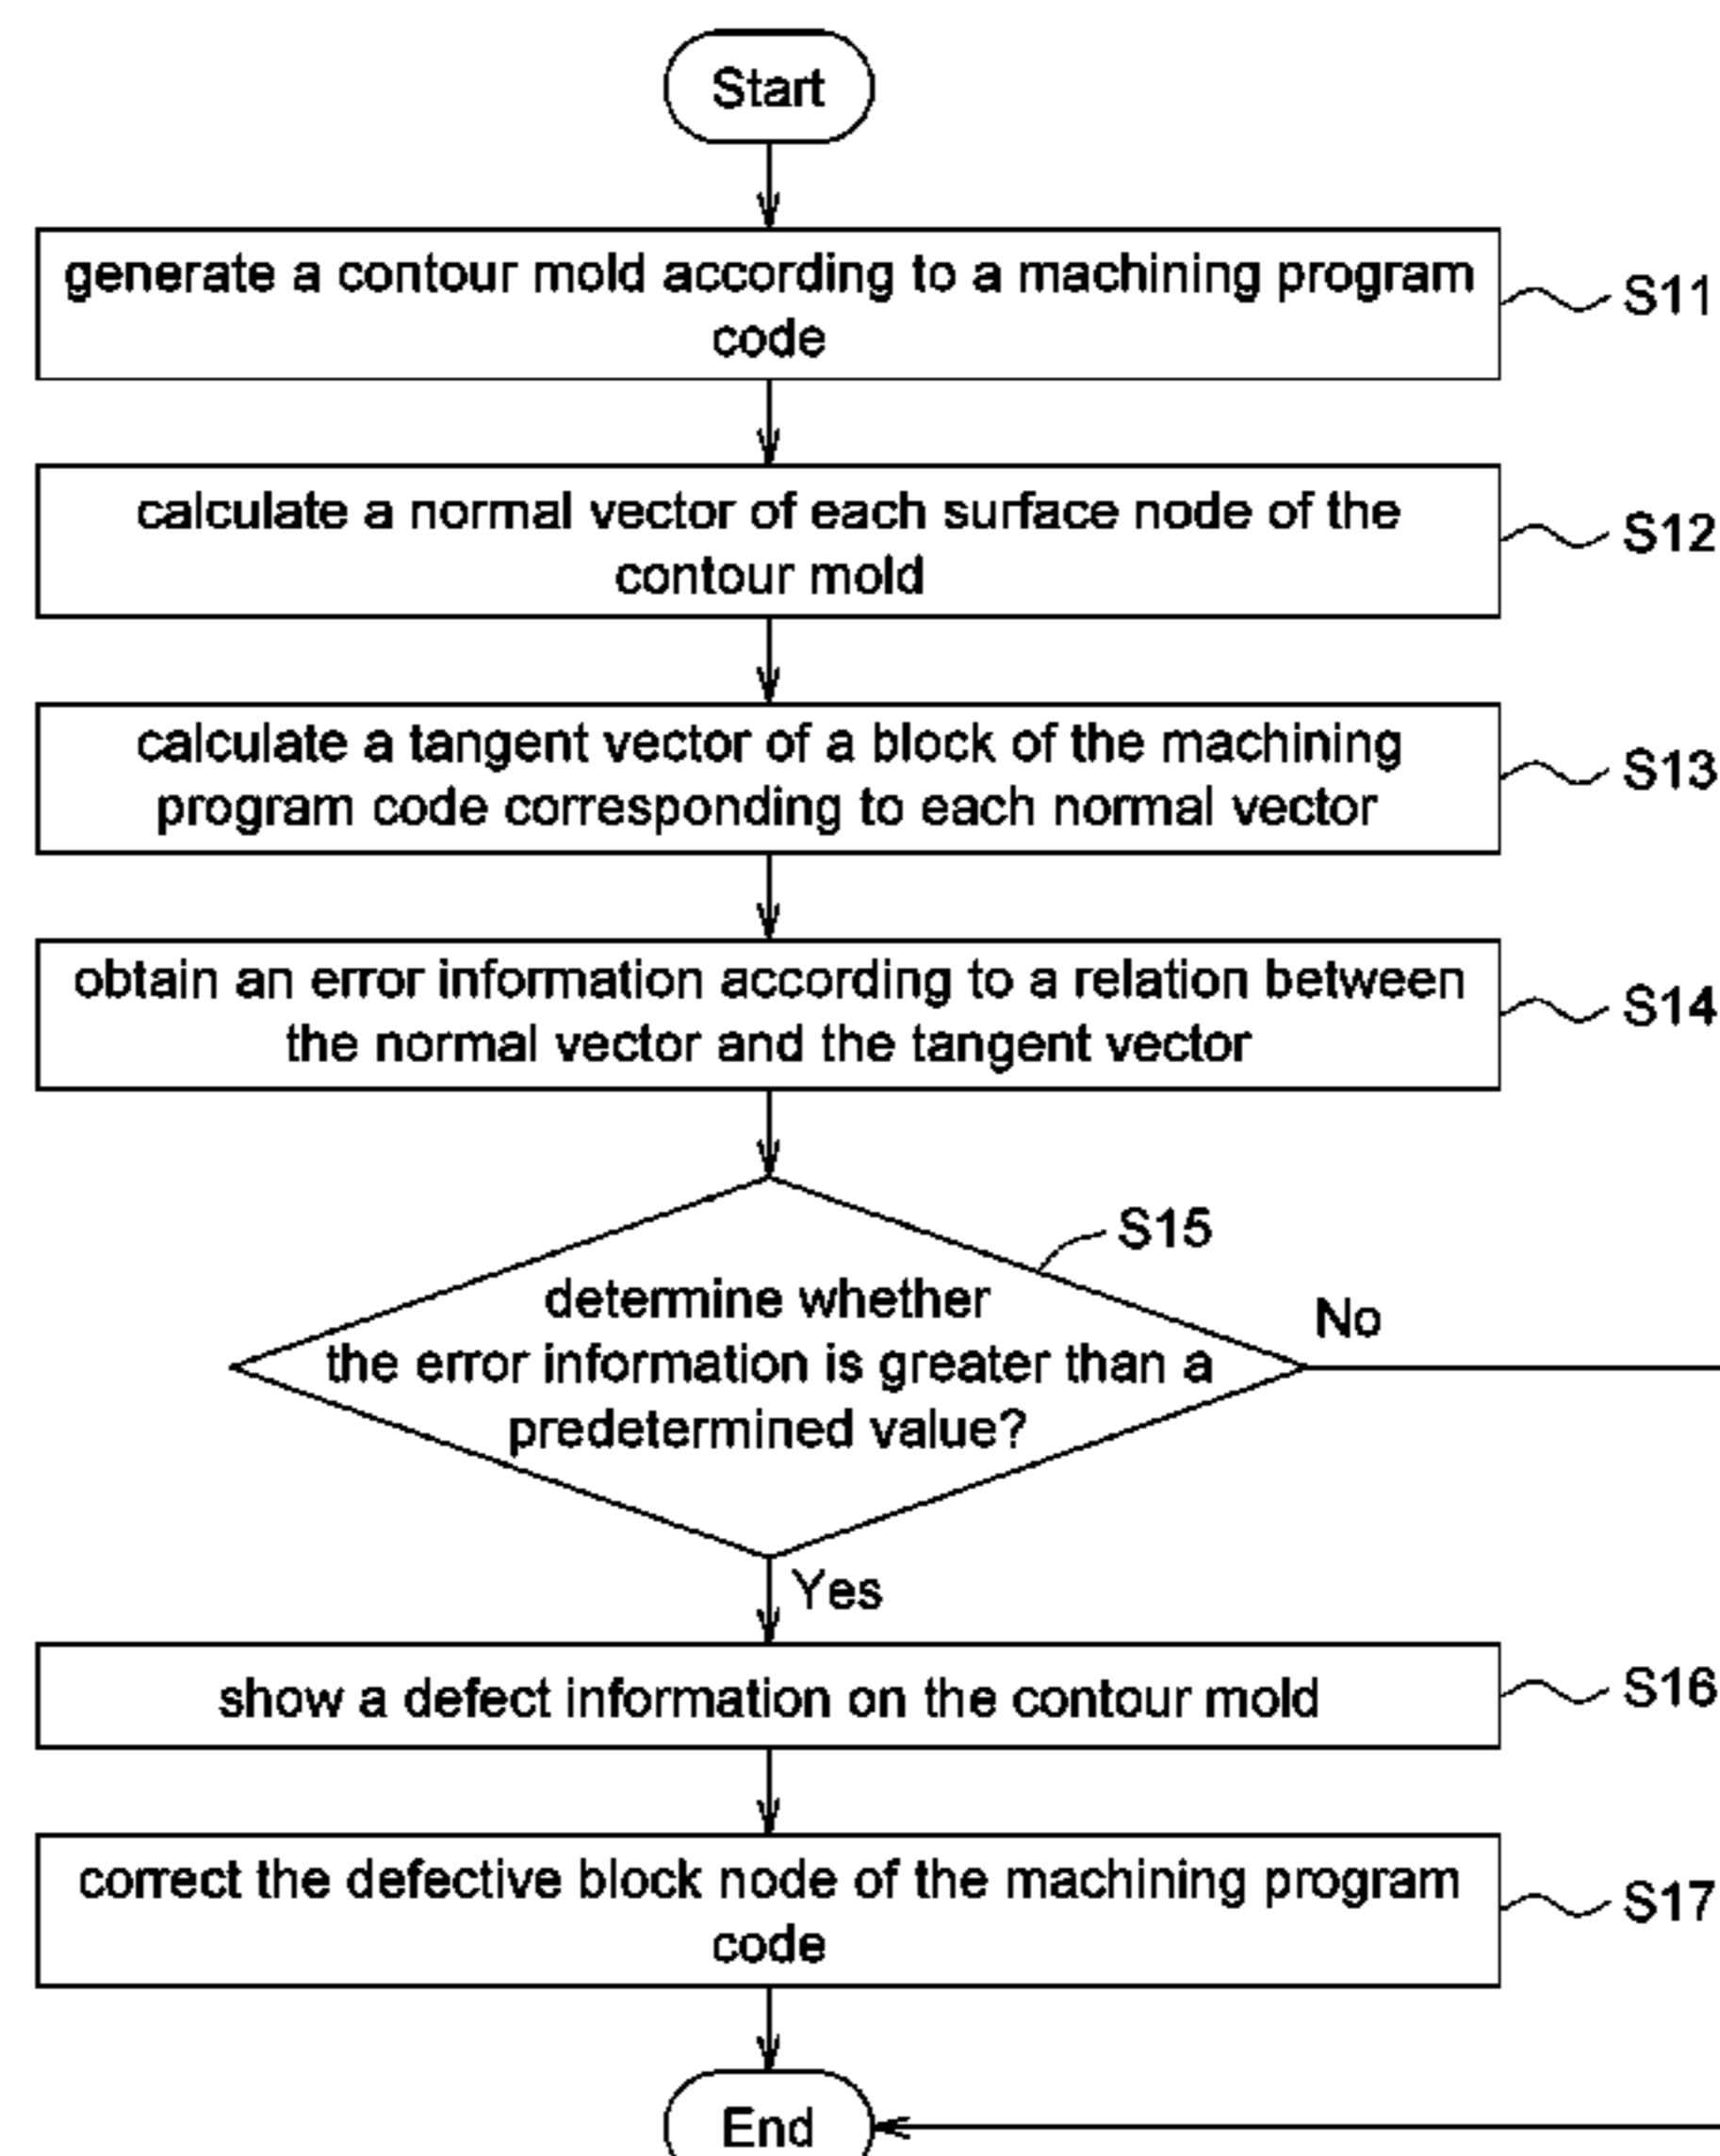 Start
generate a contour mold according to a machining program
code
S11
calculate a normal vector of each surface node of the
contour mold
S12
calculate a tangent vector of a block of the machining
program code corresponding to each normal vector
S13
obtain an error information according to a relation between
the normal vector and the tangent vector
S14
S15
determine whether
the error information is greater than a
predetermined value?
No
Yes
show a defect information on the contour mold
S16
correct the defective block node of the machining program
code
S17
End